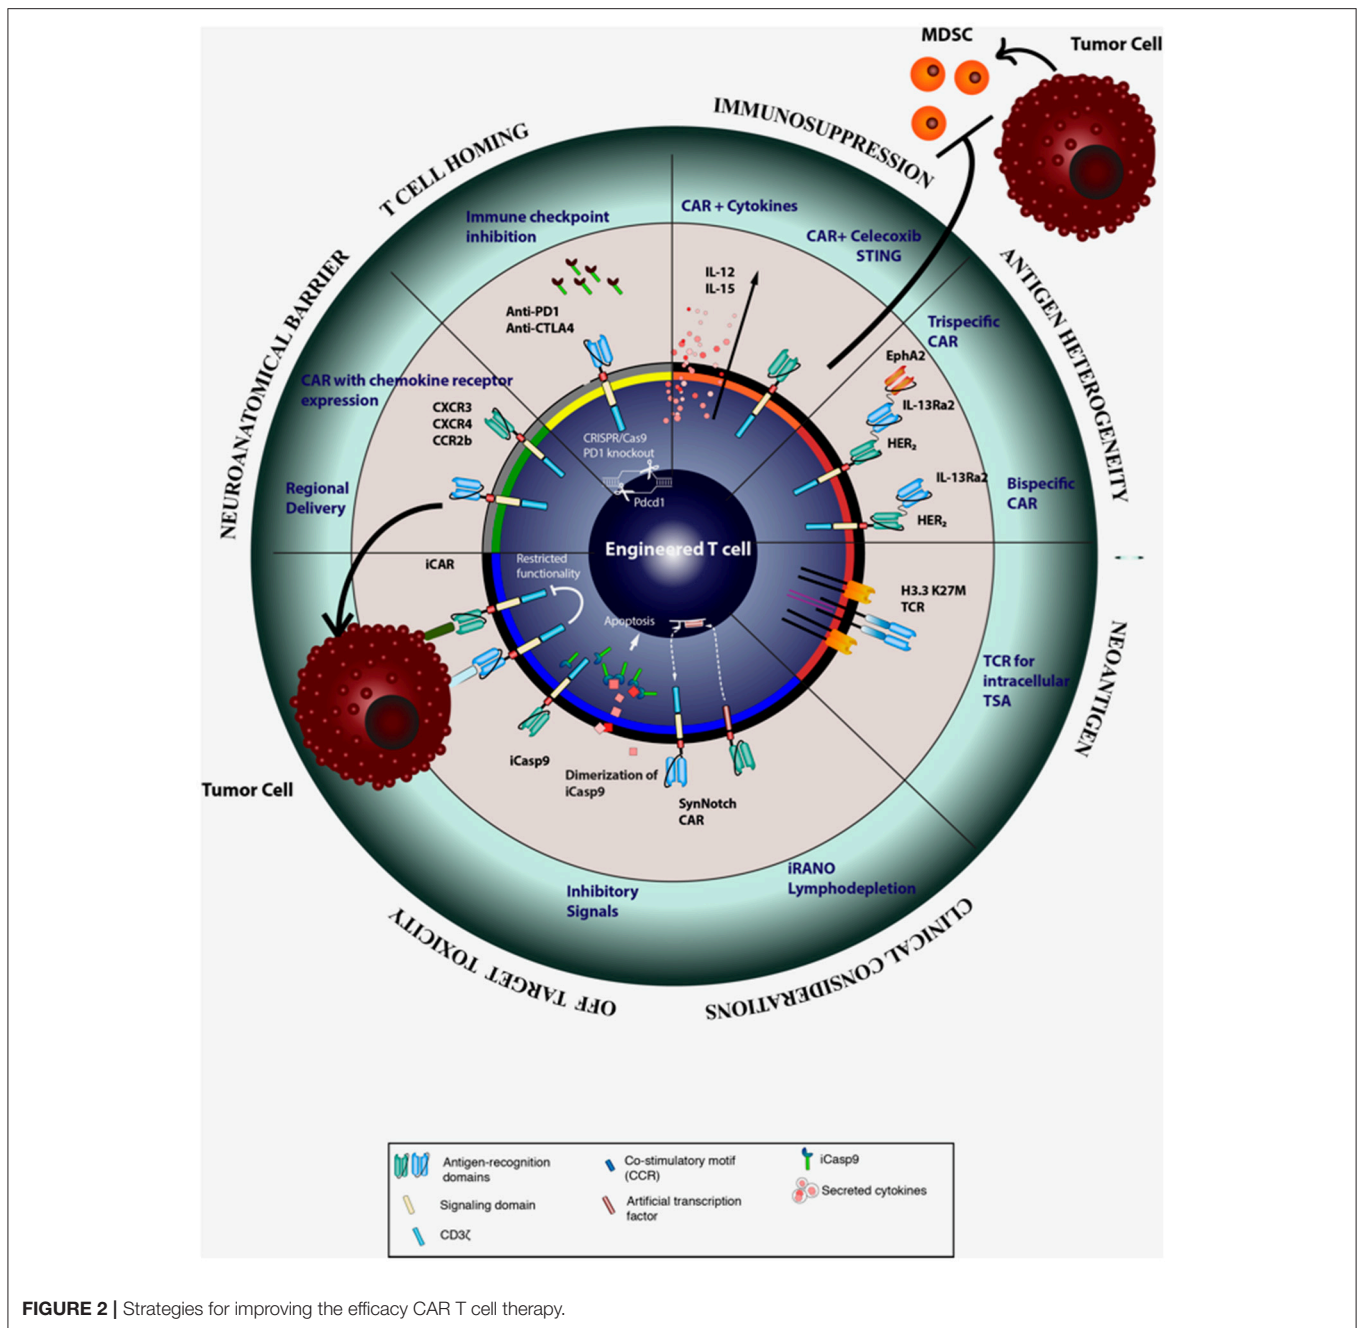 MDSC
Tumor Cell
IMMUNOSUPPRESSION
T CELL HOMING
ANTIGEN HETEROGENEITY
NEUROANATOMICAL BARRIER
NEOANTIGEN
CLINICAL CONSIDERATIONS
OFF TARGET TOXICITY
CAR + Cytokines
Immune checkpoint
inhibition
CAR+ Celecoxib
STING
IL-12
IL-15
Anti-PD1
Anti-CTLA4
Trispecific
CAR
EphA2
IL-13Ra2
HER₂
CAR with chemokine receptor
expression
CXCR3
CXCR4
CCR2b
CRISPR/Cas9
PD1 knockout
Pdcd1
IL-13Ra2
HER₂
Bispecific
CAR
Regional
Delivery
Engineered T cell
iCAR
Restricted
functionality
H3.3 K27M
TCR
Apoptosis
TCR for
intracellular
TSA
Tumor Cell
iCasp9
Dimerization of
iCasp9
SynNotch
CAR
iRANO
Lymphodepletion
Inhibitory
Signals
Antigen-recognition
domains
Signaling domain
CD3ζ
Co-stimulatory motif
(CCR)
Artificial transcription
factor
iCasp9
Secreted cytokines
FIGURE 2 | Strategies for improving the efficacy CAR T cell therapy.